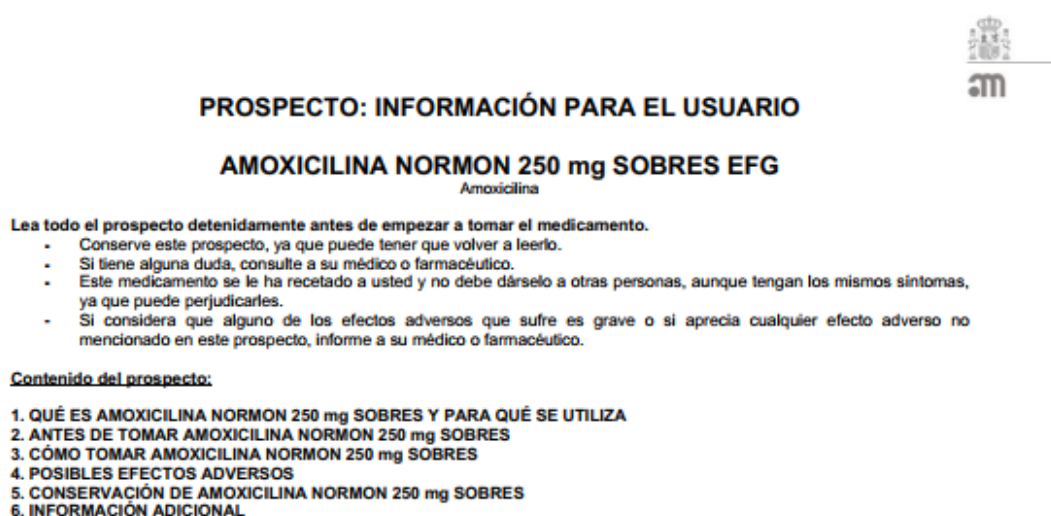 am
PROSPECTO: INFORMACIÓN PARA EL USUARIO
AMOXICILINA NORMON 250 mg SOBRES EFG
Amoxicilina
Lea todo el prospecto detenidamente antes de empezar a tomar el medicamento.
- Conserve este prospecto, ya que puede tener que volver a leerlo.
- Si tiene alguna duda, consulte a su médico o farmacéutico.
- Este medicamento se le ha recetado a usted y no debe dárselo a otras personas, aunque tengan los mismos síntomas,
ya que puede perjudicarles.
- Si considera que alguno de los efectos adversos que sufre es grave o si aprecia cualquier efecto adverso no
mencionado en este prospecto, informe a su médico o farmacéutico.
Contenido del prospecto:
1. QUÉ ES AMOXICILINA NORMON 250 mg SOBRES Y PARA QUÉ SE UTILIZA
2. ANTES DE TOMAR AMOXICILINA NORMON 250 mg SOBRES
3. CÓMO TOMAR AMOXICILINA NORMON 250 mg SOBRES
4. POSIBLES EFECTOS ADVERSOS
5. CONSERVACIÓN DE AMOXICILINA NORMON 250 mg SOBRES
6. INFORMACIÓN ADICIONAL